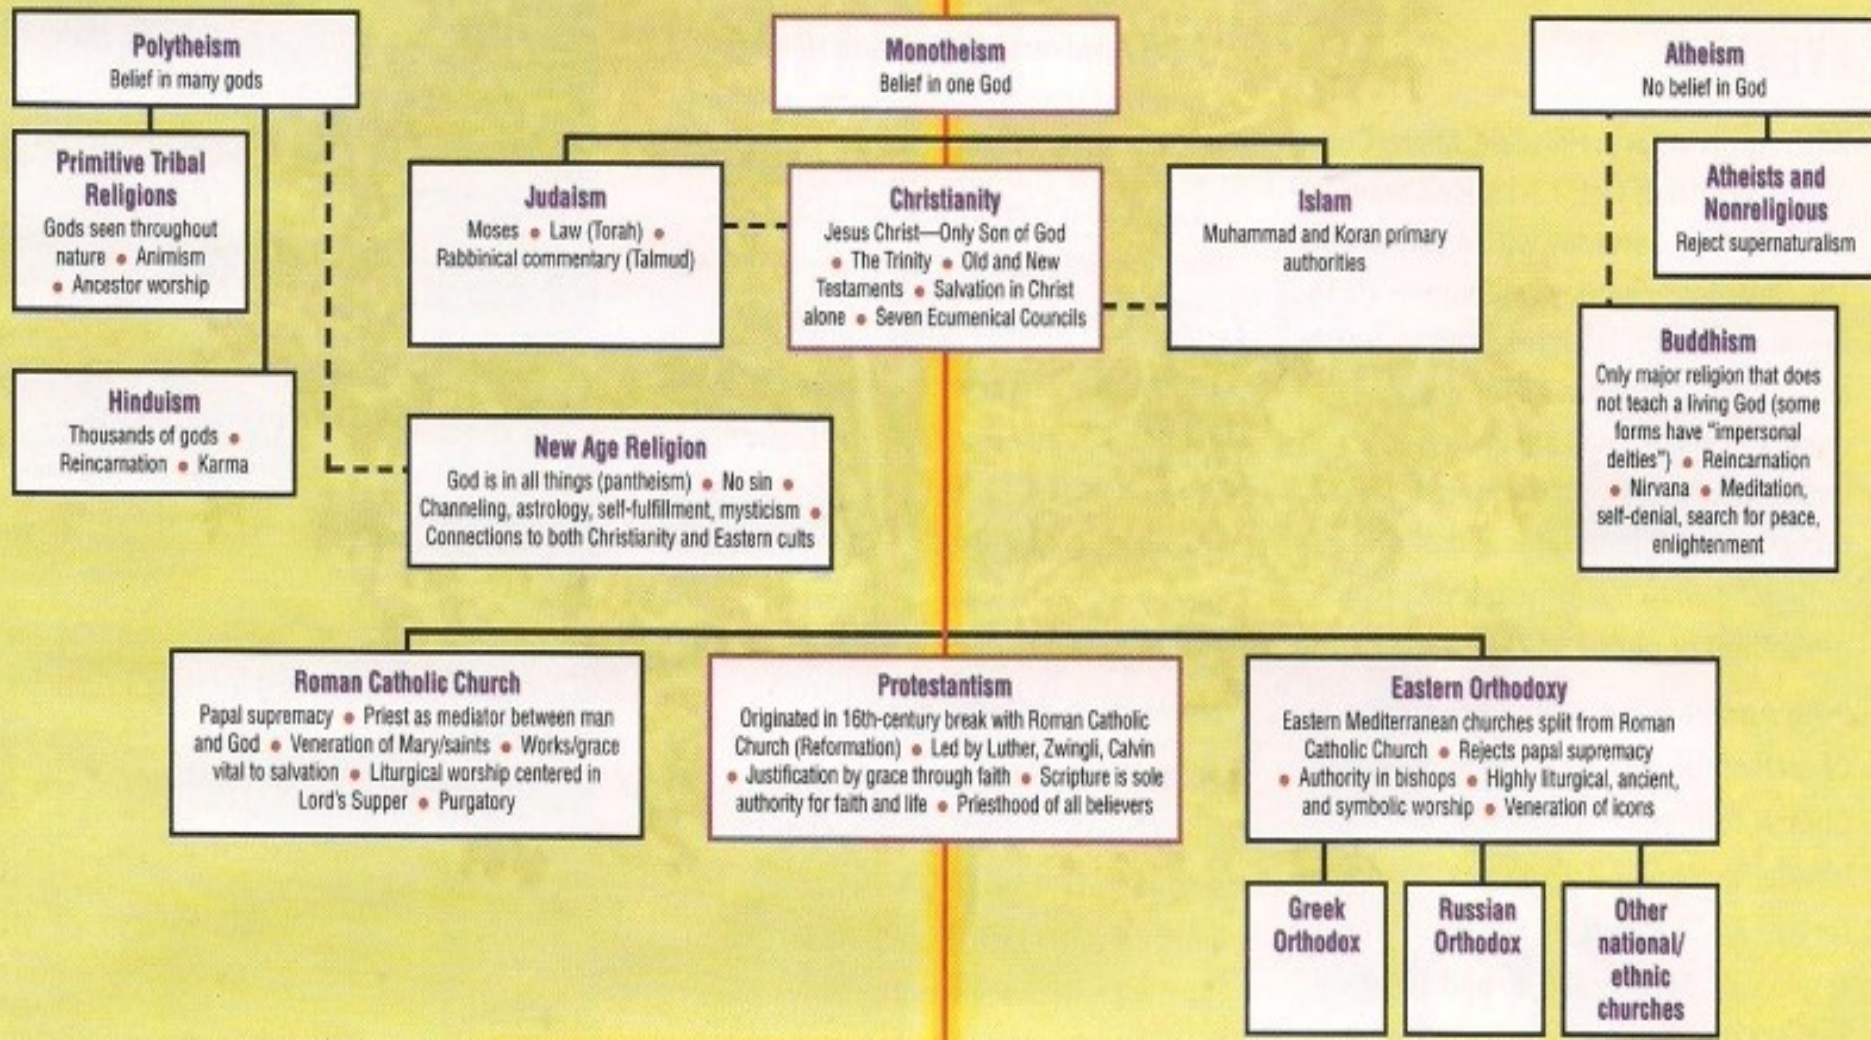 Polytheism
Belief in many gods
Monotheism
Belief in one God
Atheism
No belief in God
Primitive Tribal
Religions
Gods seen throughout
nature • Animism
• Ancestor worship
Judaism
Moses • Law (Torah) •
Rabbinical commentary (Talmud)
Christianity
Jesus Christ—Only Son of God
• The Trinity • Old and New
Testaments • Salvation in Christ
alone • Seven Ecumenical Councils
Islam
Muhammad and Koran primary
authorities
Atheists and
Nonreligious
Reject supernaturalism
Hinduism
Thousands of gods •
Reincarnation • Karma
New Age Religion
God is in all things (pantheism) • No sin •
Channeling, astrology, self-fulfillment, mysticism •
Connections to both Christianity and Eastern cults
Buddhism
Only major religion that does
not teach a living God (some
forms have "impersonal
deities") • Reincarnation
• Nirvana • Meditation,
self-denial, search for peace,
enlightenment
Roman Catholic Church
Papal supremacy • Priest as mediator between man
and God • Veneration of Mary/saints • Works/grace
vital to salvation • Liturgical worship centered in
Lord's Supper • Purgatory
Protestantism
Originated in 16th-century break with Roman Catholic
Church (Reformation) • Led by Luther, Zwingli, Calvin
• Justification by grace through faith • Scripture is sole
authority for faith and life • Priesthood of all believers
Eastern Orthodoxy
Eastern Mediterranean churches split from Roman
Catholic Church • Rejects papal supremacy
• Authority in bishops • Highly liturgical, ancient,
and symbolic worship • Veneration of icons
Greek
Orthodox
Russian
Orthodox
Other
national/
ethnic
churches